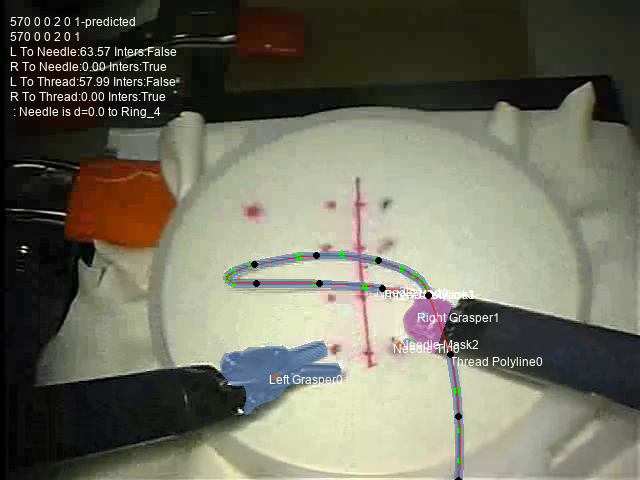 570 0 0 2 0 1-predicted
570 0 0 2 0 1
L To Needle:63.57 Inters:False
R To Needle:0.00 Inters:True
L To Thread:57.99 Inters:False
R To Thread:0.00 Inters:True
: Needle is d=0.0 to Ring_4
Right Grasper1
Needle Mask2
Thread Polyline0
Left Grasper0